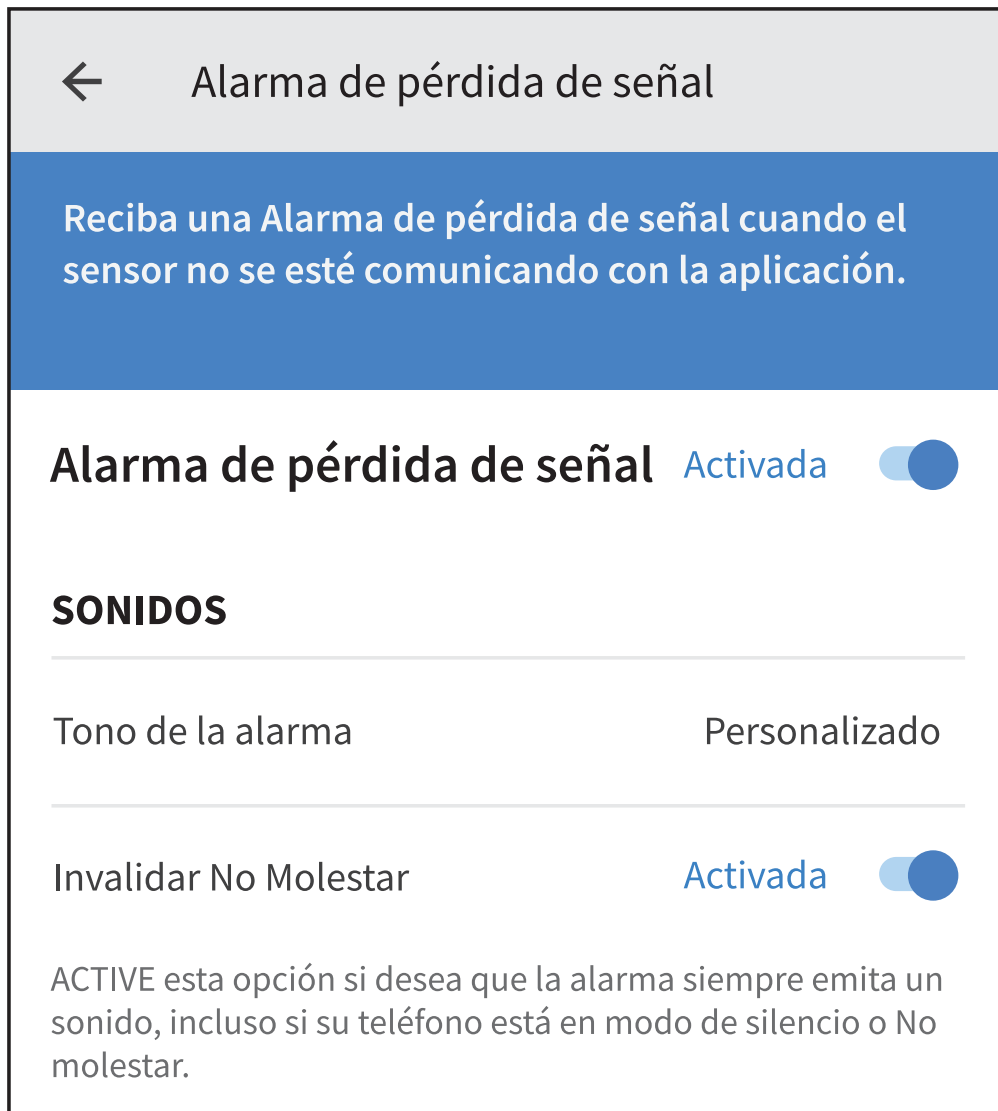 Alarma de pérdida de señal
Reciba una Alarma de pérdida de señal cuando el
sensor no se esté comunicando con la aplicación.
Alarma de pérdida de señal Activada
SONIDOS
Tono de la alarma Personalizado
Invalidar No Molestar Activada
ACTIVE esta opción si desea que la alarma siempre emita un
sonido, incluso si su teléfono está en modo de silencio o No
molestar.